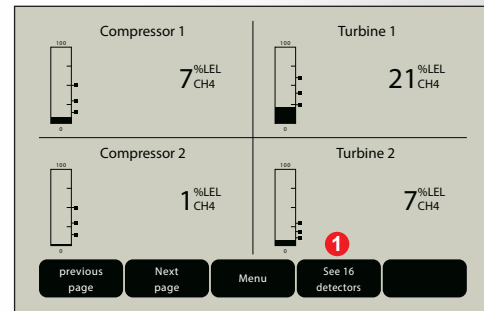 Compressor 1
100
7 %LEL
CH4
0
Turbine 1
100
21 %LEL
CH4
0
Compressor 2
100
1 %LEL
CH4
0
Turbine 2
100
7 %LEL
CH4
0
1
previous
page
Next
page
Menu
See 16
detectors